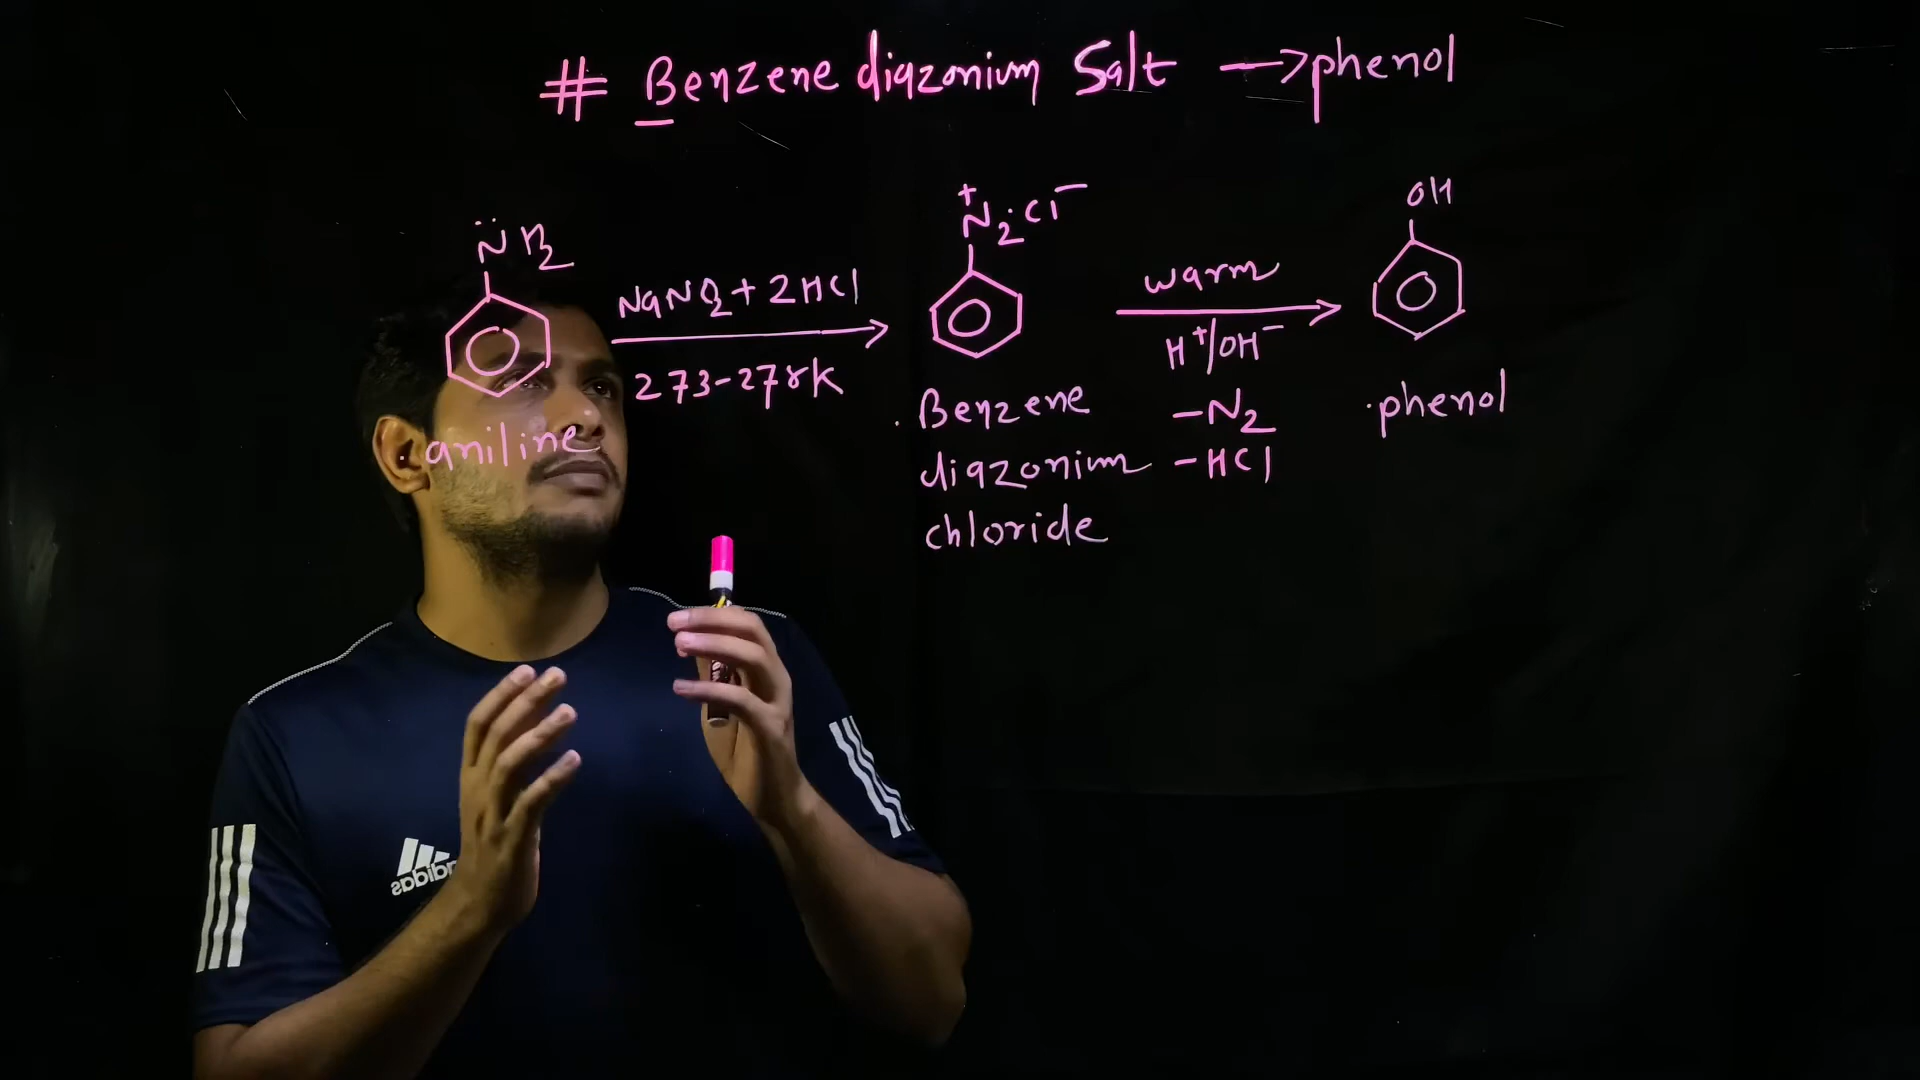 # Benzene diazonium Salt → phenol
N̈H2
NaNO2 + 2HCl
273-278K
aniline
+
N2·Cl−
Benzene
diazonium
chloride
warm
H+/OH−
−N2
−HCl
OH
phenol
adidas